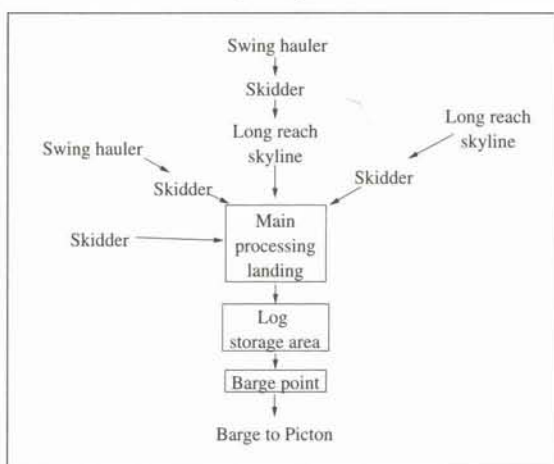 Swing hauler
Skidder
Long reach
skyline
Long reach
skyline
Swing hauler
Skidder
Skidder
Skidder
Main
processing
landing
Log
storage area
Barge point
Barge to Picton